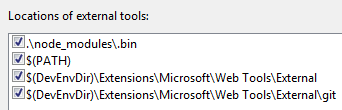 Locations of external tools:
.\node_modules\.bin
$(PATH)
$(DevEnvDir)\Extensions\Microsoft\Web Tools\External
$(DevEnvDir)\Extensions\Microsoft\Web Tools\External\git